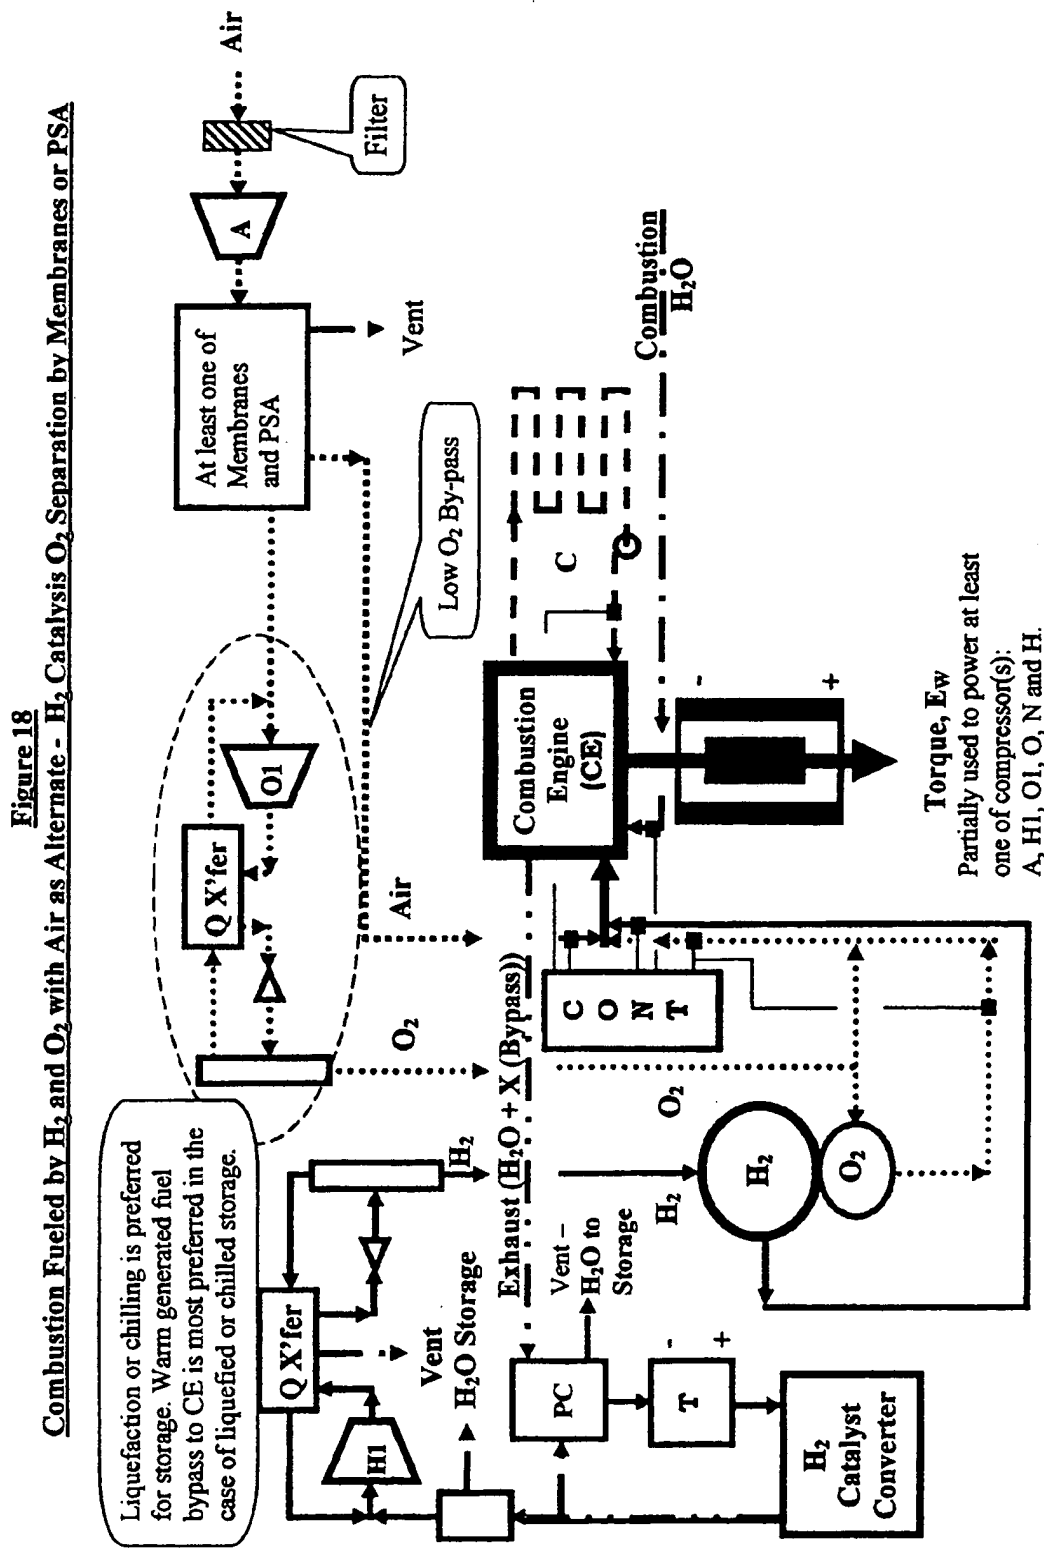 Figure 18
Combustion Fueled by H₂ and O₂ with Air as Alternate - H₂ Catalysis O₂ Separation by Membranes or PSA
Liquefaction or chilling is preferred
for storage. Warm generated fuel
bypass to CE is most preferred in the
case of liquefied or chilled storage.
Q X'fer
H1
Vent
H₂O Storage
H₂
Q X'fer
O1
O₂
Air
At least one of
Membranes
and PSA
A
Air
Filter
Vent
Low O₂ By-pass
Exhaust (H₂O + X (Bypass))
PC
Vent –
H₂O to
Storage
T
-
+
H₂
Catalyst
Converter
H₂
O₂
H₂
O₂
C
O
N
T
Combustion
Engine
(CE)
C
Combustion
H₂O
-
+
Torque, Ew
Partially used to power at least
one of compressor(s):
A, H1, O1, O, N and H.